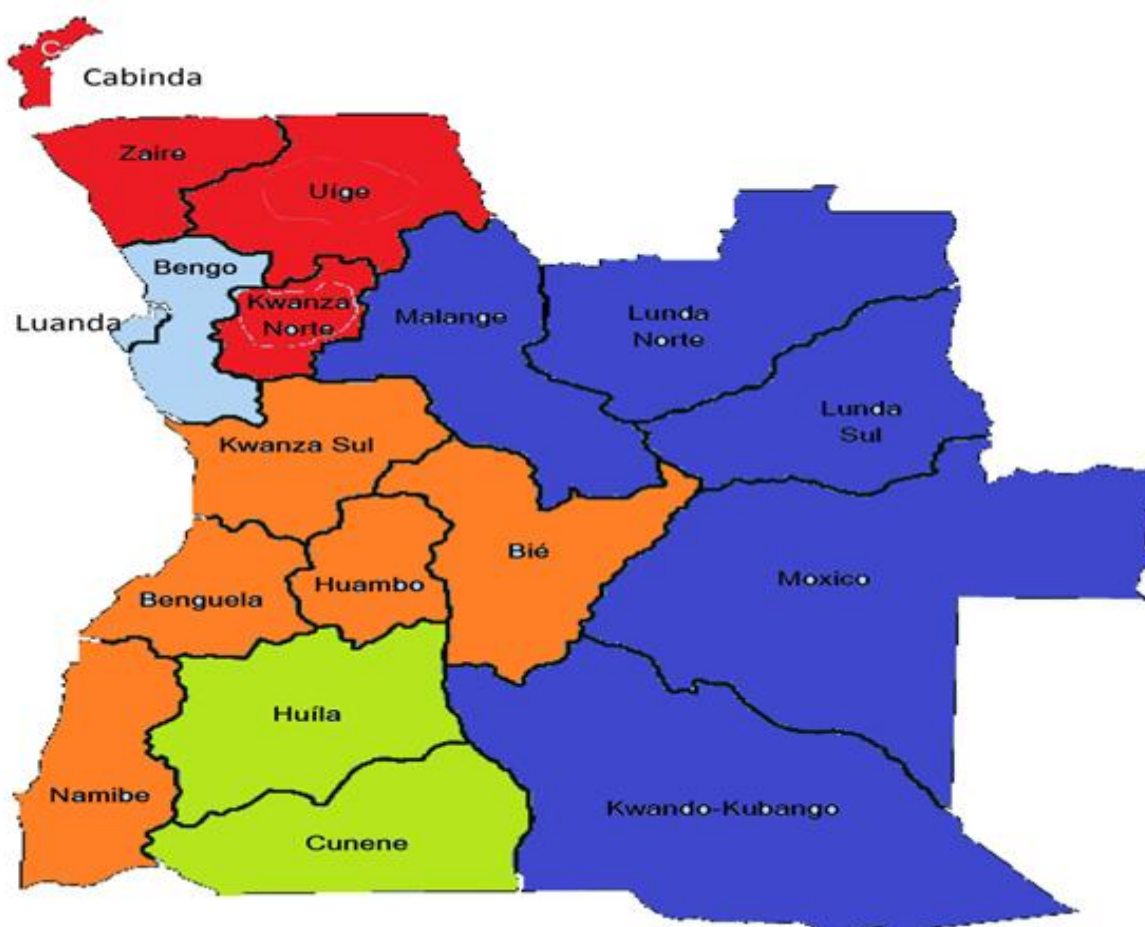 C
Cabinda
Zaire
Uíge
Bengo
Luanda
Kwanza
Norte
Malange
Lunda
Norte
Lunda
Sul
Kwanza Sul
Bié
Benguela
Huambo
Moxico
Huíla
Namibe
Kwando-Kubango
Cunene